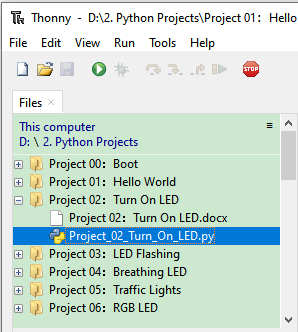 Thonny - D:\2. Python Projects\Project 01: Hello
File Edit View Run Tools Help
STOP
Files ×
This computer
D: \ 2. Python Projects
Project 00: Boot
Project 01: Hello World
Project 02: Turn On LED
Project 02: Turn On LED.docx
Project_02_Turn_On_LED.py
Project 03: LED Flashing
Project 04: Breathing LED
Project 05: Traffic Lights
Project 06: RGB LED